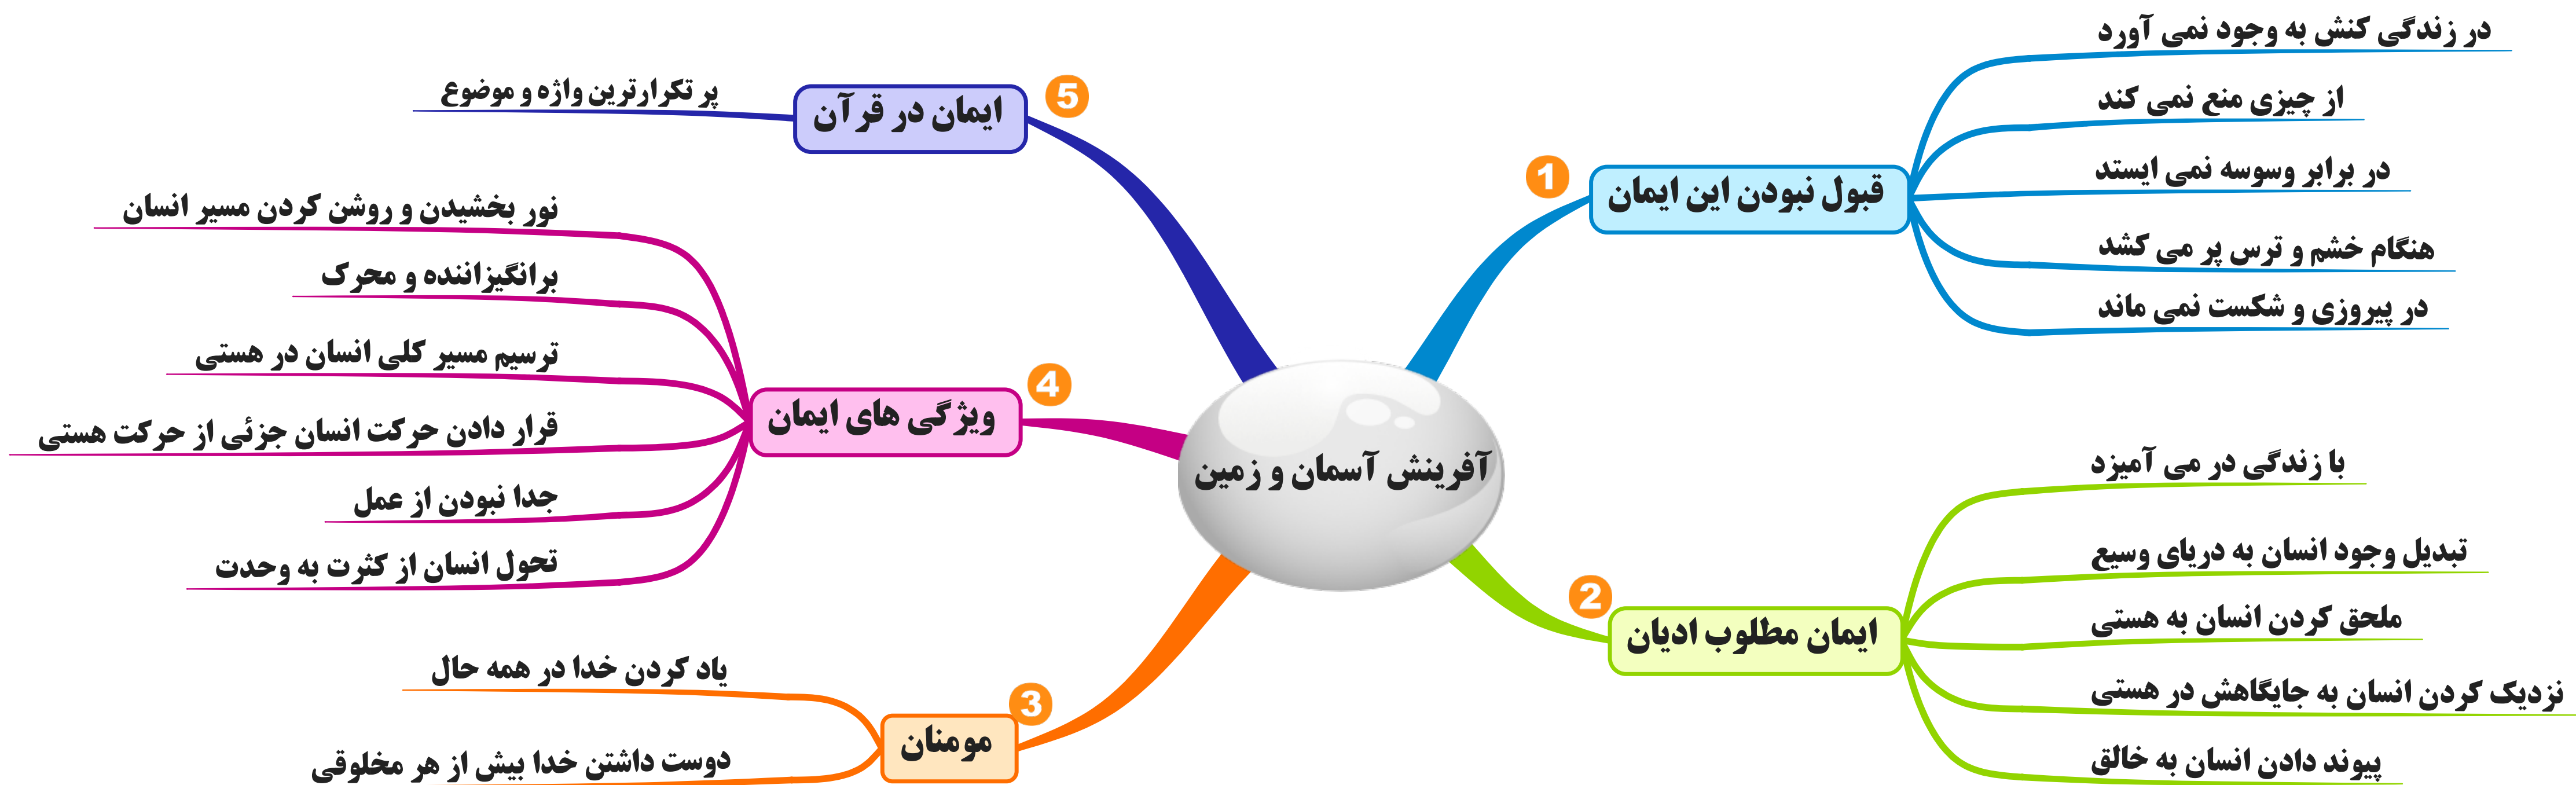 آفرینش آسمان و زمین
1
قبول نبودن این ایمان
در زندگی کنش به وجود نمی آورد
از چیزی منع نمی کند
در برابر وسوسه نمی ایستد
هنگام خشم و ترس پر می کشد
در پیروزی و شکست نمی ماند
2
ایمان مطلوب ادیان
با زندگی در می آمیزد
تبدیل وجود انسان به دریای وسیع
ملحق کردن انسان به هستی
نزدیک کردن انسان به جایگاهش در هستی
پیوند دادن انسان به خالق
3
مومنان
یاد کردن خدا در همه حال
دوست داشتن خدا بیش از هر مخلوقی
4
ویژگی های ایمان
نور بخشیدن و روشن کردن مسیر انسان
برانگیزاننده و محرک
ترسیم مسیر کلی انسان در هستی
قرار دادن حرکت انسان جزئی از حرکت هستی
جدا نبودن از عمل
تحول انسان از کثرت به وحدت
5
ایمان در قرآن
پر تکرارترین واژه و موضوع